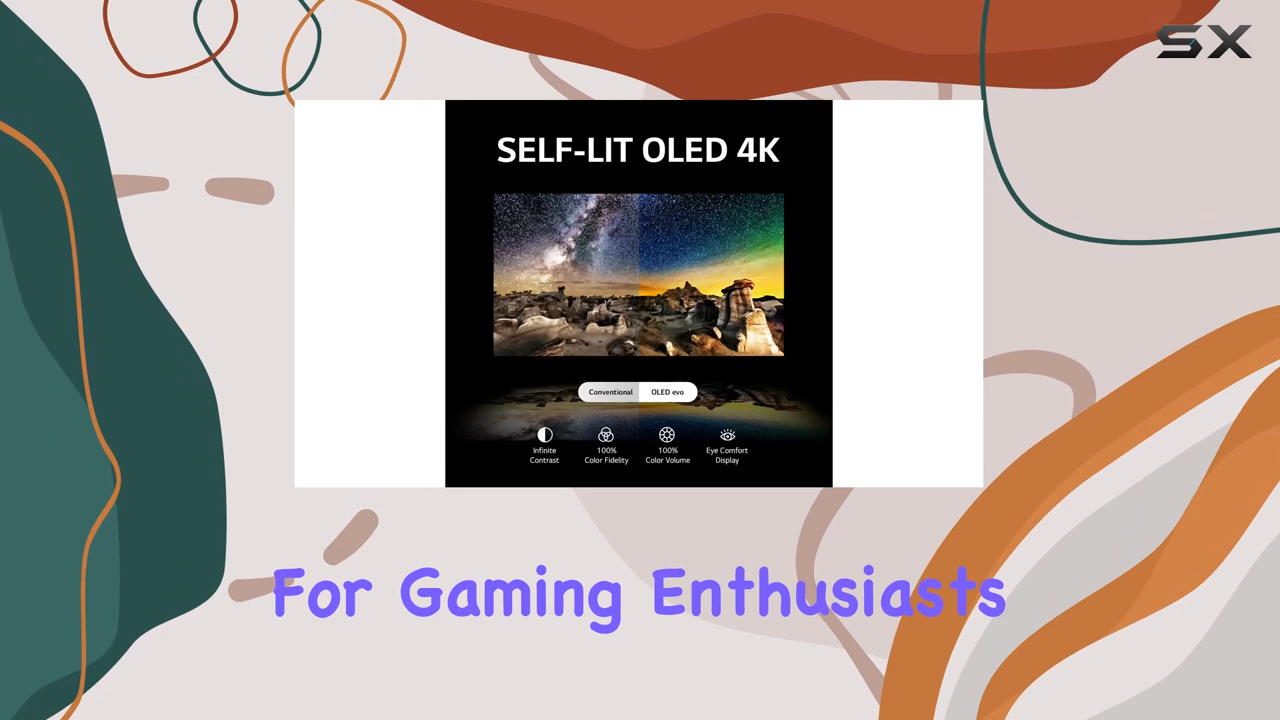 SX
SELF-LIT OLED 4K
Conventional OLED evo
Infinite Contrast
100% Color Fidelity
100% Color Volume
Eye Comfort Display
For Gaming Enthusiasts